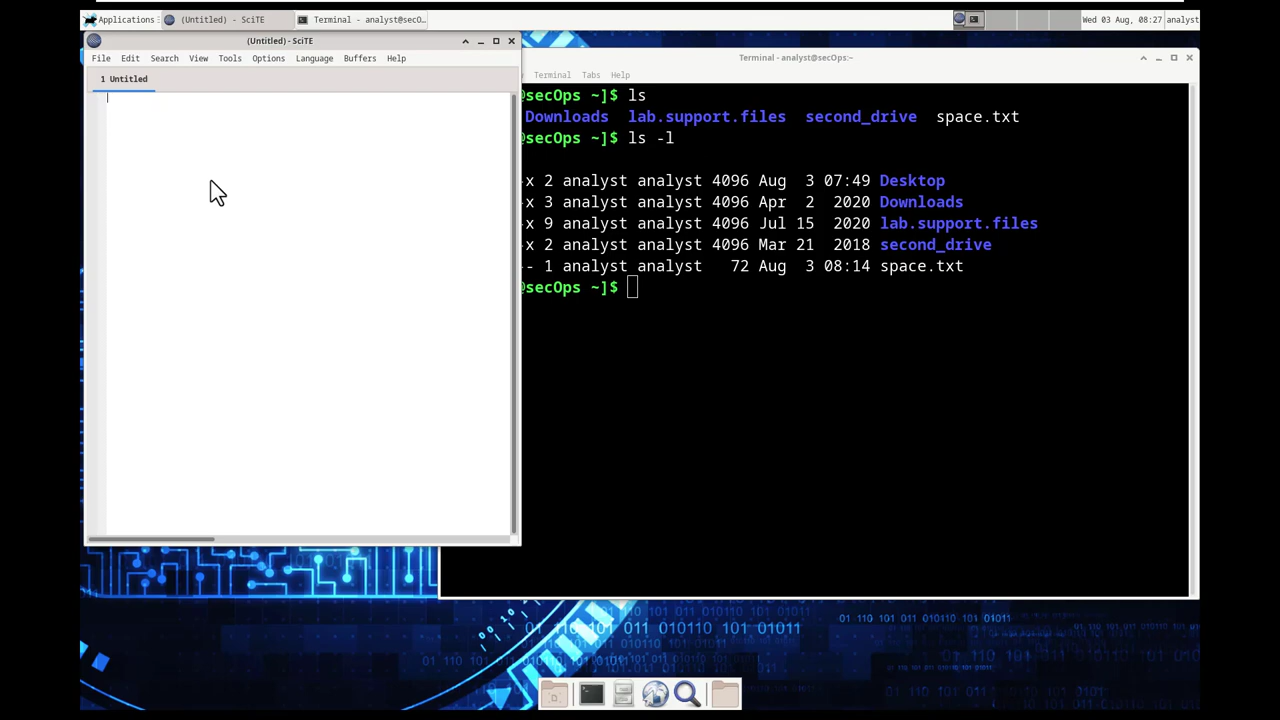 Applications
(Untitled) - SciTE
Terminal - analyst@secO...
Wed 03 Aug, 08:27
analyst
(Untitled) - SciTE
File Edit Search View Tools Options Language Buffers Help
1 Untitled
Terminal - analyst@secOps:~
Terminal Tabs Help
@secOps ~]$ ls
Downloads lab.support.files second_drive space.txt
@secOps ~]$ ls -l
-x 2 analyst analyst 4096 Aug 3 07:49 Desktop
-x 3 analyst analyst 4096 Apr 2 2020 Downloads
-x 9 analyst analyst 4096 Jul 15 2020 lab.support.files
-x 2 analyst analyst 4096 Mar 21 2018 second_drive
-- 1 analyst analyst 72 Aug 3 08:14 space.txt
@secOps ~]$